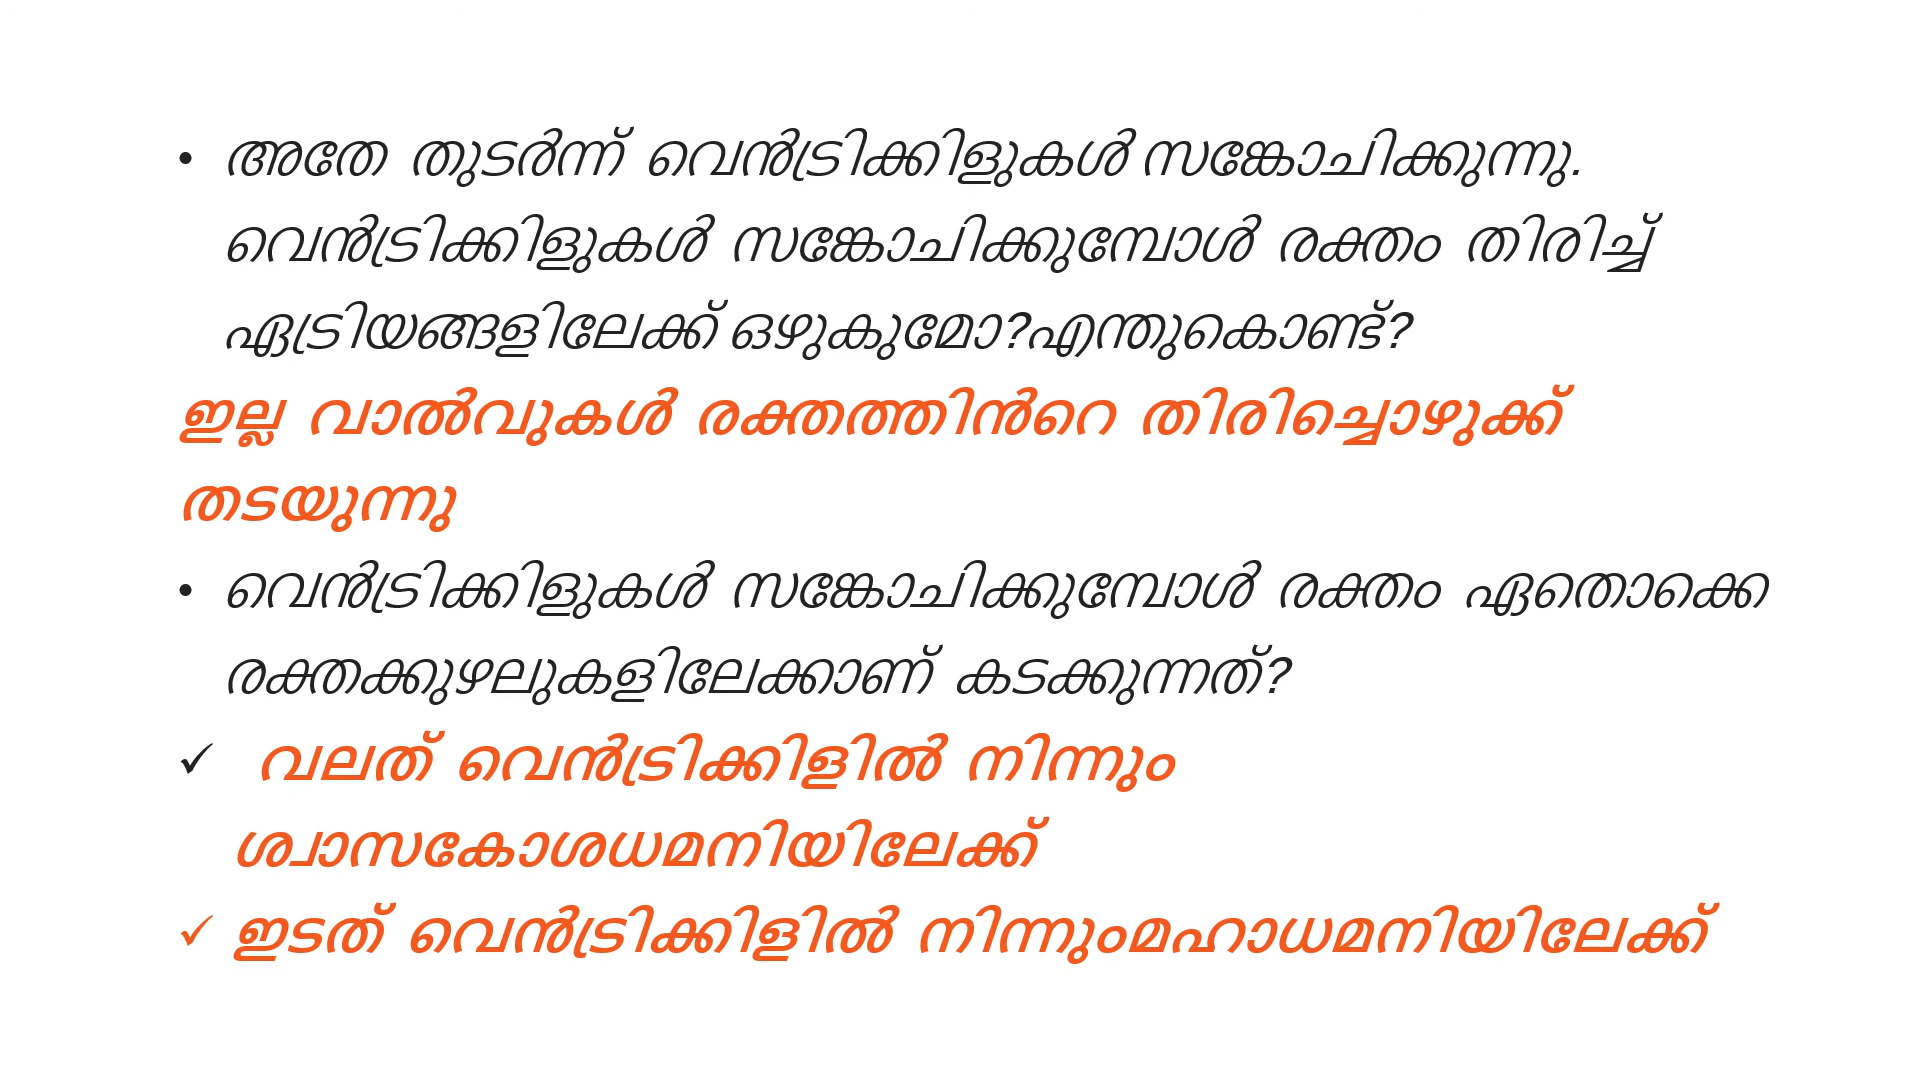 • അതേ തുടർന്ന് വെൻട്രിക്കിളുകൾ സങ്കോചിക്കുന്നു.
വെൻട്രിക്കിളുകൾ സങ്കോചിക്കുമ്പോൾ രക്തം തിരിച്ച്
ഏട്രിയങ്ങളിലേക്ക് ഒഴുകുമോ?എന്തുകൊണ്ട്?
ഇല്ല വാൽവുകൾ രക്തത്തിൻറെ തിരിച്ചൊഴുക്ക്
തടയുന്നു
• വെൻട്രിക്കിളുകൾ സങ്കോചിക്കുമ്പോൾ രക്തം ഏതൊക്കെ
രക്തക്കുഴലുകളിലേക്കാണ് കടക്കുന്നത്?
✓ വലത് വെൻട്രിക്കിളിൽ നിന്നും
ശ്വാസകോശധമനിയിലേക്ക്
✓ ഇടത് വെൻട്രിക്കിളിൽ നിന്നുംമഹാധമനിയിലേക്ക്